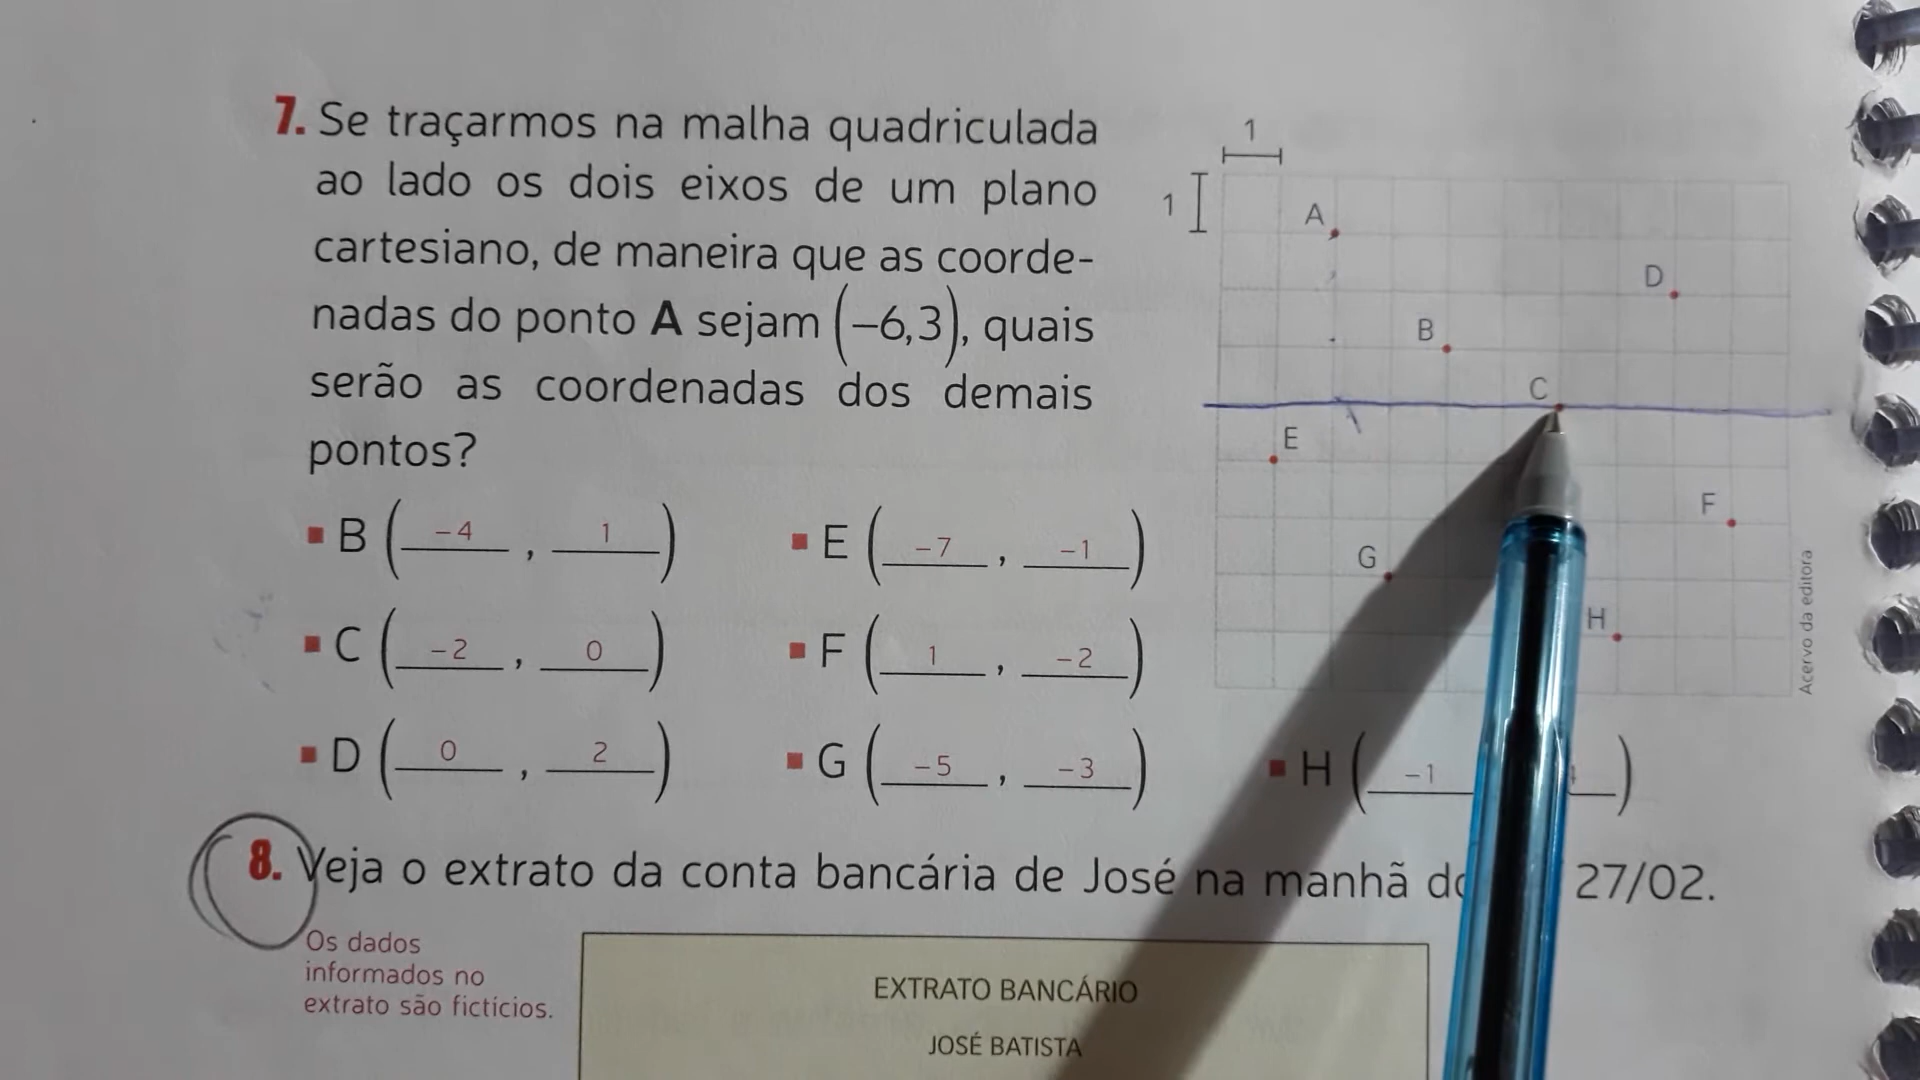 7. Se traçarmos na malha quadriculada
ao lado os dois eixos de um plano
cartesiano, de maneira que as coorde-
nadas do ponto A sejam (-6,3), quais
serão as coordenadas dos demais
pontos?
1
1
A
D
B
C
E
F
G
H
Acervo da editora
B ( -4 , 1 )
E ( -7 , -1 )
C ( -2 , 0 )
F ( 1 , -2 )
D ( 0 , 2 )
G ( -5 , -3 )
H ( -1 )
8. Veja o extrato da conta bancária de José na manhã 27/02.
Os dados
informados no
extrato são fictícios.
EXTRATO BANCÁRIO
JOSÉ BATISTA